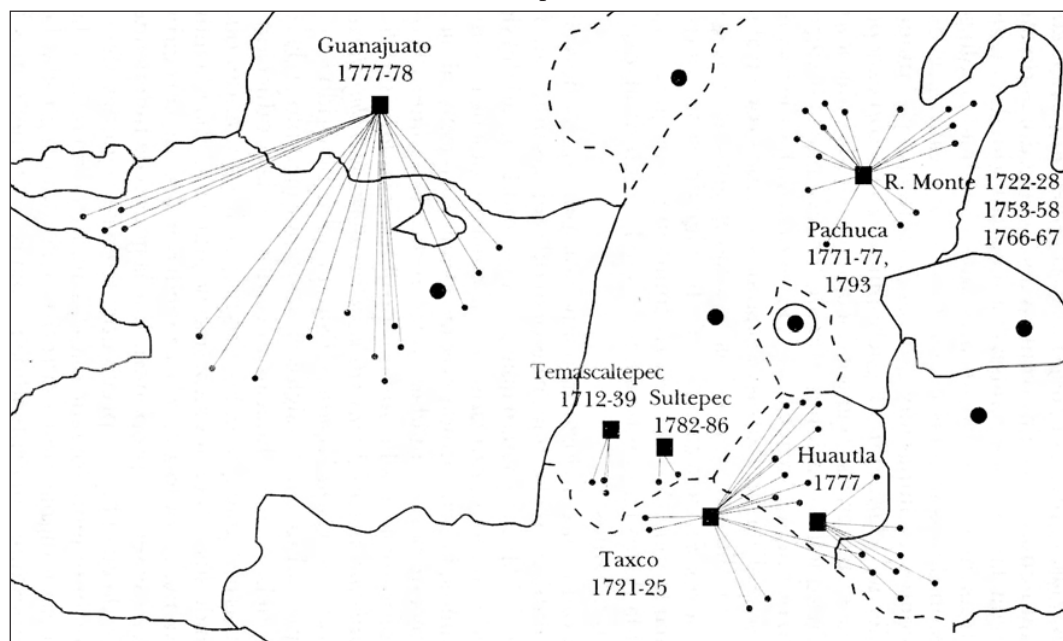 Guanajuato
1777-78
R. Monte 1722-28
1753-58
1766-67
Pachuca
1771-77,
1793
Temascaltepec
1712-39
Sultepec
1782-86
Huautla
1777
Taxco
1721-25